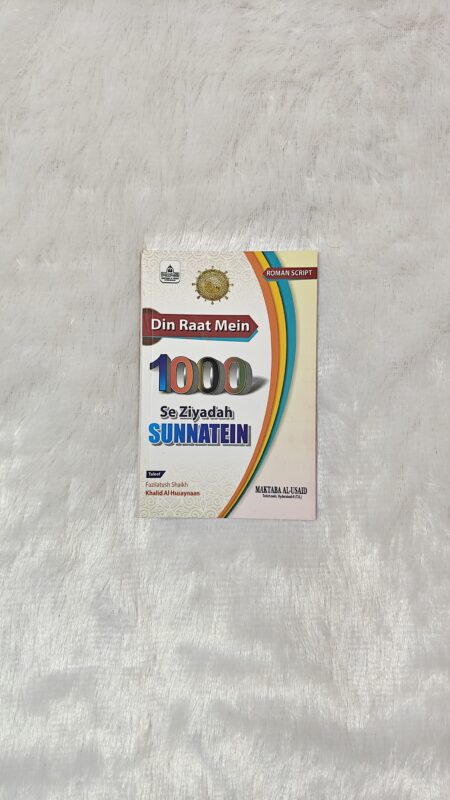 ROMAN SCRIPT
Din Raat Mein
1000
Se Ziyadah
SUNNATEIN
Taleef
Fazilatush Shaikh
Khalid Al-Husaynaan
MAKTABA AL-USAID